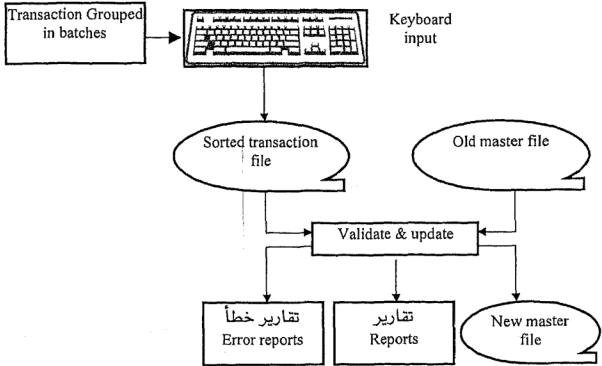 Transaction Grouped
in batches
Keyboard
input
Sorted transaction
file
Old master file
Validate & update
تقارير خطأ
Error reports
تقارير
Reports
New master
file